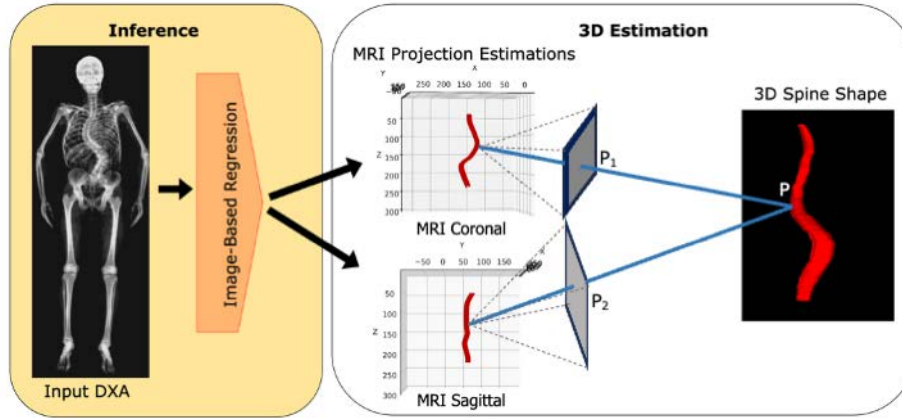 Inference
Input DXA
Image-Based Regression
3D Estimation
MRI Projection Estimations
X
Y
250 200 150 100 50 0
50
100
Z
150
200
250
300
MRI Coronal
Y
−50 0 50 100 150
X
50
100
Z
150
200
250
300
MRI Sagittal
P1
P2
3D Spine Shape
P